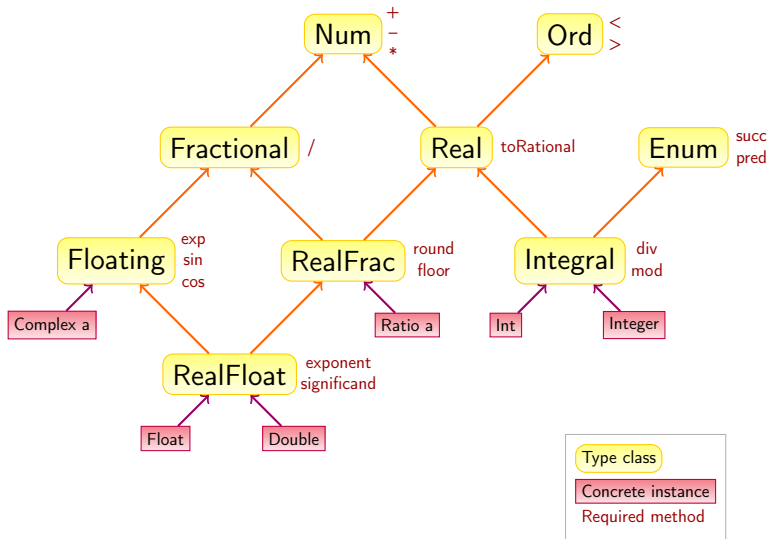 Num
+
−
*
Ord
<
>
Fractional
/
Real
toRational
Enum
succ
pred
Floating
exp
sin
cos
RealFrac
round
floor
Integral
div
mod
Complex a
Ratio a
Int
Integer
RealFloat
exponent
significand
Float
Double
Type class
Concrete instance
Required method